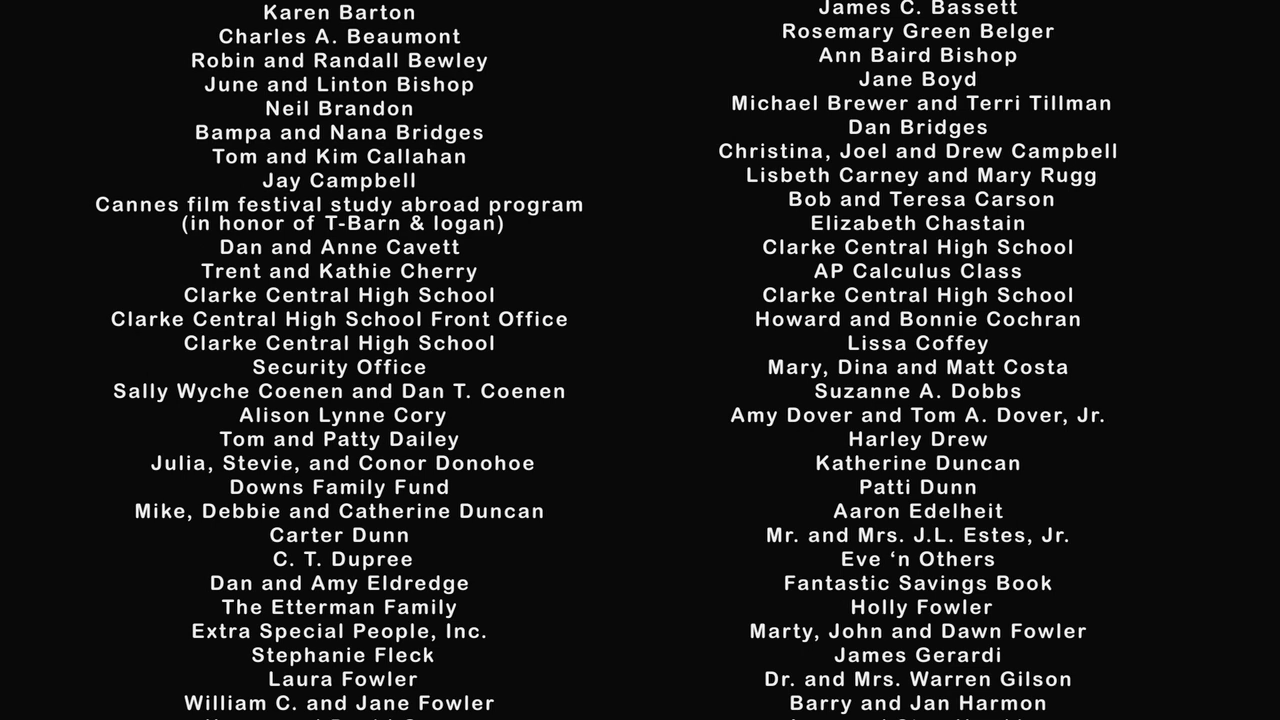 Karen Barton
Charles A. Beaumont
Robin and Randall Bewley
June and Linton Bishop
Neil Brandon
Bampa and Nana Bridges
Tom and Kim Callahan
Jay Campbell
Cannes film festival study abroad program
(in honor of T-Barn & logan)
Dan and Anne Cavett
Trent and Kathie Cherry
Clarke Central High School
Clarke Central High School Front Office
Clarke Central High School
Security Office
Sally Wyche Coenen and Dan T. Coenen
Alison Lynne Cory
Tom and Patty Dailey
Julia, Stevie, and Conor Donohoe
Downs Family Fund
Mike, Debbie and Catherine Duncan
Carter Dunn
C. T. Dupree
Dan and Amy Eldredge
The Etterman Family
Extra Special People, Inc.
Stephanie Fleck
Laura Fowler
William C. and Jane Fowler
James C. Bassett
Rosemary Green Belger
Ann Baird Bishop
Jane Boyd
Michael Brewer and Terri Tillman
Dan Bridges
Christina, Joel and Drew Campbell
Lisbeth Carney and Mary Rugg
Bob and Teresa Carson
Elizabeth Chastain
Clarke Central High School
AP Calculus Class
Clarke Central High School
Howard and Bonnie Cochran
Lissa Coffey
Mary, Dina and Matt Costa
Suzanne A. Dobbs
Amy Dover and Tom A. Dover, Jr.
Harley Drew
Katherine Duncan
Patti Dunn
Aaron Edelheit
Mr. and Mrs. J.L. Estes, Jr.
Eve ‘n Others
Fantastic Savings Book
Holly Fowler
Marty, John and Dawn Fowler
James Gerardi
Dr. and Mrs. Warren Gilson
Barry and Jan Harmon